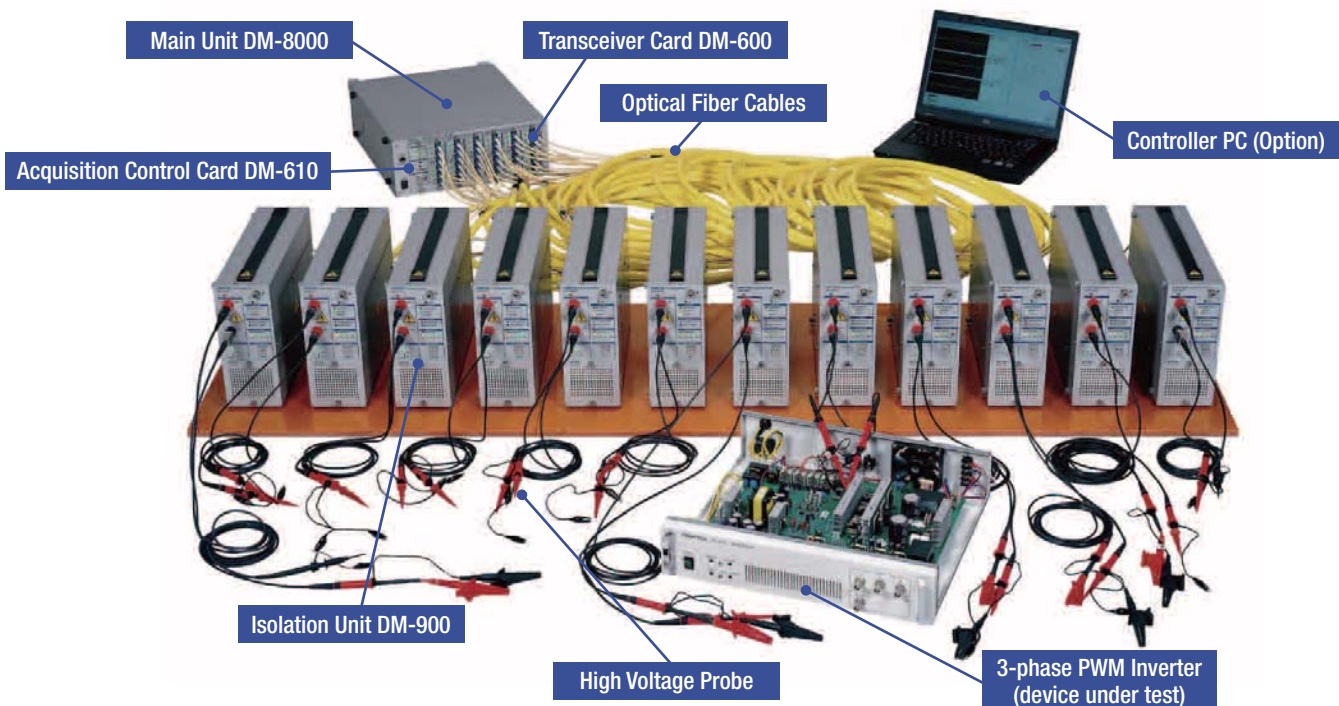 Main Unit DM-8000
Transceiver Card DM-600
Optical Fiber Cables
Controller PC (Option)
Acquisition Control Card DM-610
Isolation Unit DM-900
High Voltage Probe
3-phase PWM Inverter
(device under test)